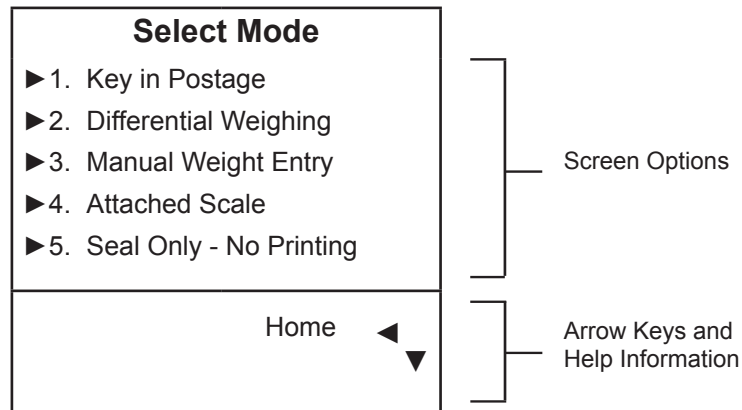 Select Mode
►1. Key in Postage
►2. Differential Weighing
►3. Manual Weight Entry
►4. Attached Scale
►5. Seal Only - No Printing
Screen Options
Home ◄
▼
Arrow Keys and
Help Information